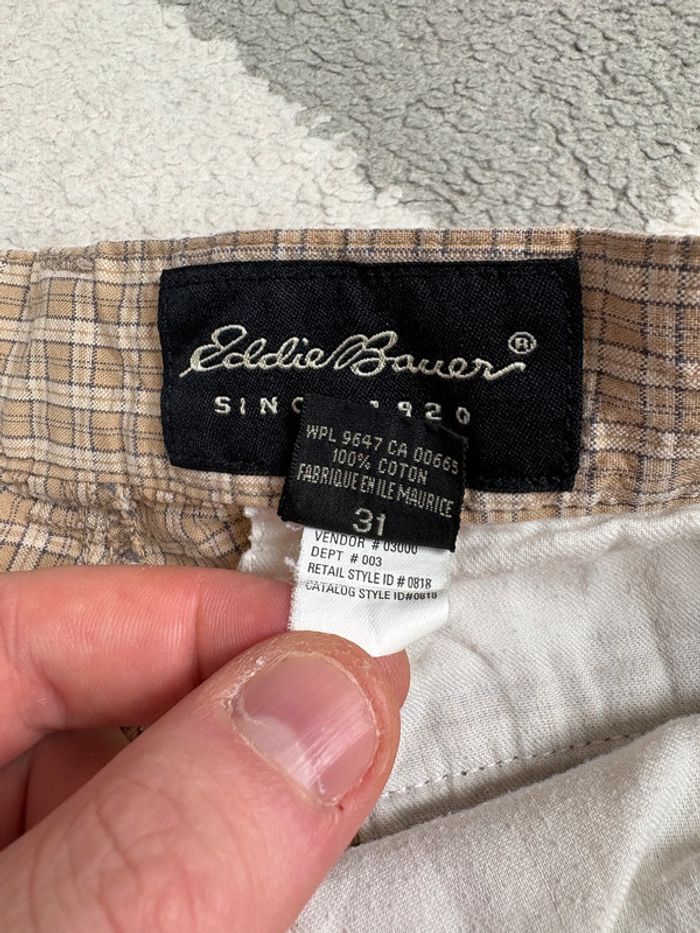 Eddie Bauer®
SINC 1920
WPL 9647 CA 00665
100% COTON
FABRIQUE EN ILE MAURICE
31
VENDOR # 03000
DEPT # 003
RETAIL STYLE ID # 0818
CATALOG STYLE ID#0818